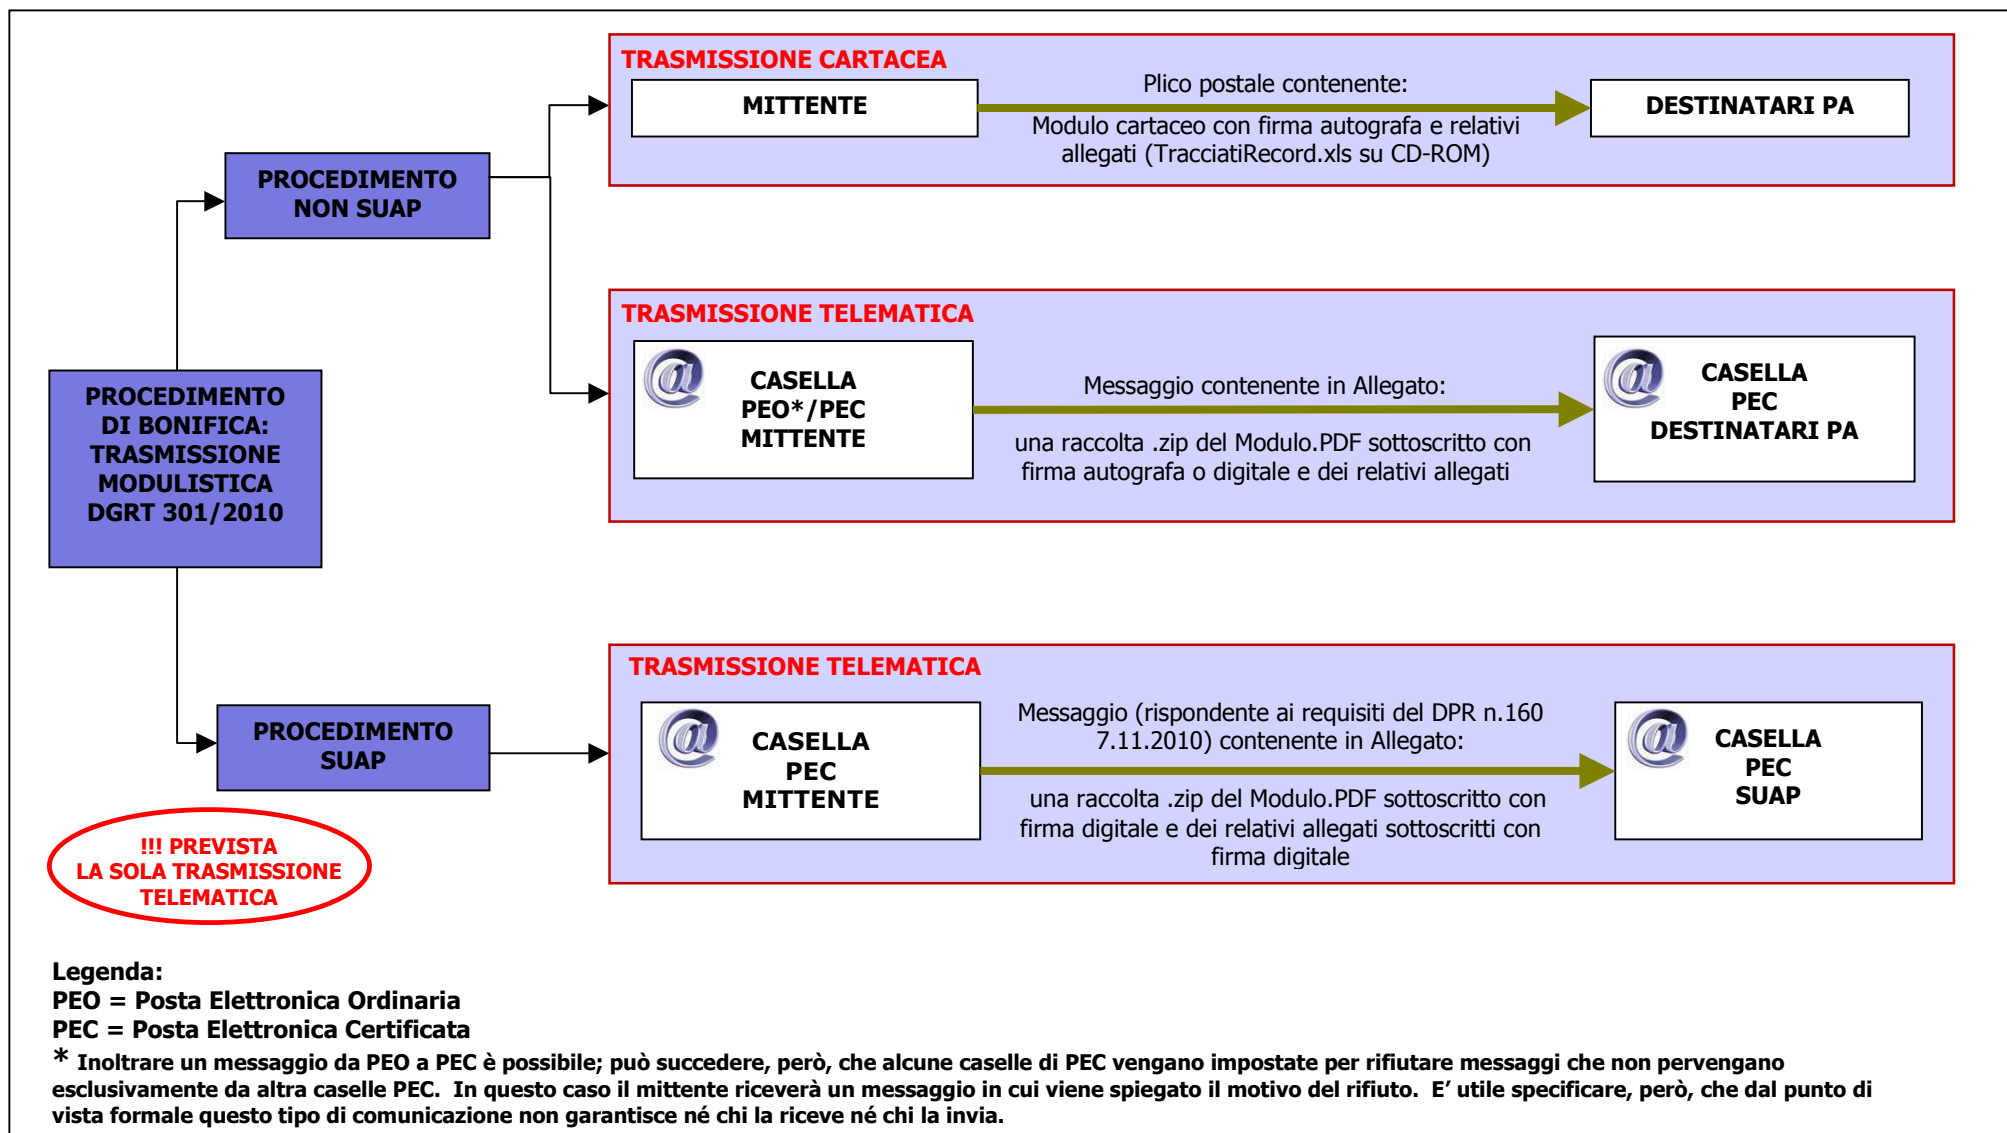 TRASMISSIONE CARTACEA
MITTENTE
Plico postale contenente:
Modulo cartaceo con firma autografa e relativi
allegati (TracciatiRecord.xls su CD-ROM)
DESTINATARI PA
PROCEDIMENTO
NON SUAP
TRASMISSIONE TELEMATICA
CASELLA
PEO*/PEC
MITTENTE
Messaggio contenente in Allegato:
una raccolta .zip del Modulo.PDF sottoscritto con
firma autografa o digitale e dei relativi allegati
CASELLA
PEC
DESTINATARI PA
PROCEDIMENTO
DI BONIFICA:
TRASMISSIONE
MODULISTICA
DGRT 301/2010
TRASMISSIONE TELEMATICA
PROCEDIMENTO
SUAP
CASELLA
PEC
MITTENTE
Messaggio (rispondente ai requisiti del DPR n.160
7.11.2010) contenente in Allegato:
una raccolta .zip del Modulo.PDF sottoscritto con
firma digitale e dei relativi allegati sottoscritti con
firma digitale
CASELLA
PEC
SUAP
!!! PREVISTA
LA SOLA TRASMISSIONE
TELEMATICA
Legenda:
PEO = Posta Elettronica Ordinaria
PEC = Posta Elettronica Certificata
* Inoltrare un messaggio da PEO a PEC è possibile; può succedere, però, che alcune caselle di PEC vengano impostate per rifiutare messaggi che non pervengano
esclusivamente da altra caselle PEC.  In questo caso il mittente riceverà un messaggio in cui viene spiegato il motivo del rifiuto.  E’ utile specificare, però, che dal punto di
vista formale questo tipo di comunicazione non garantisce né chi la riceve né chi la invia.